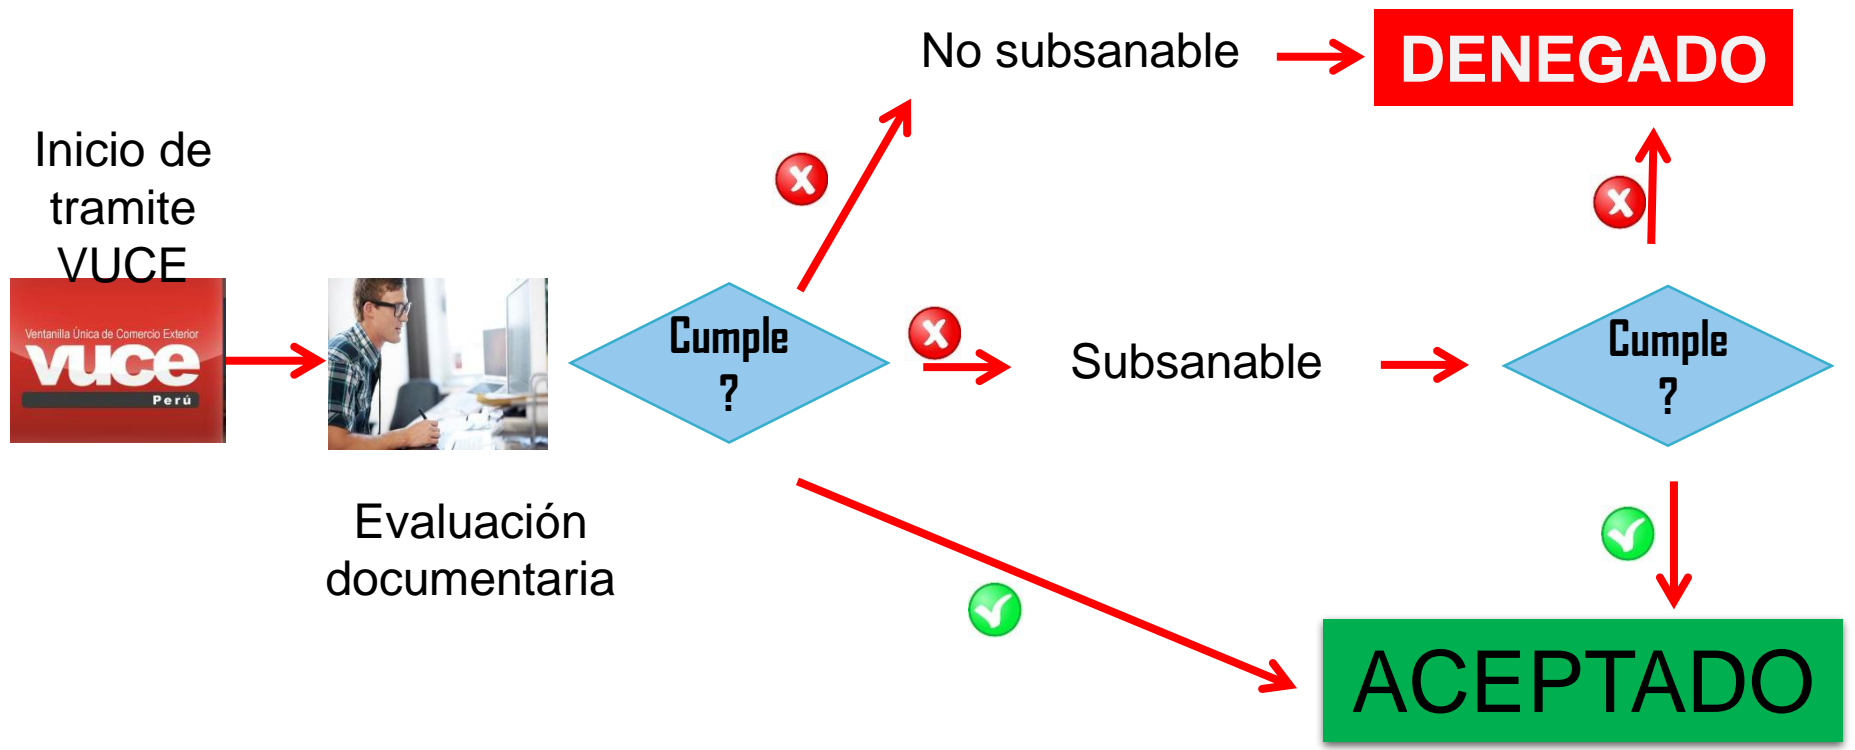 No subsanable
DENEGADO
Inicio de
tramite
VUCE
Ventanilla Única de Comercio Exterior
vuce
Perú
Cumple
?
Subsanable
Cumple
?
Evaluación
documentaria
ACEPTADO